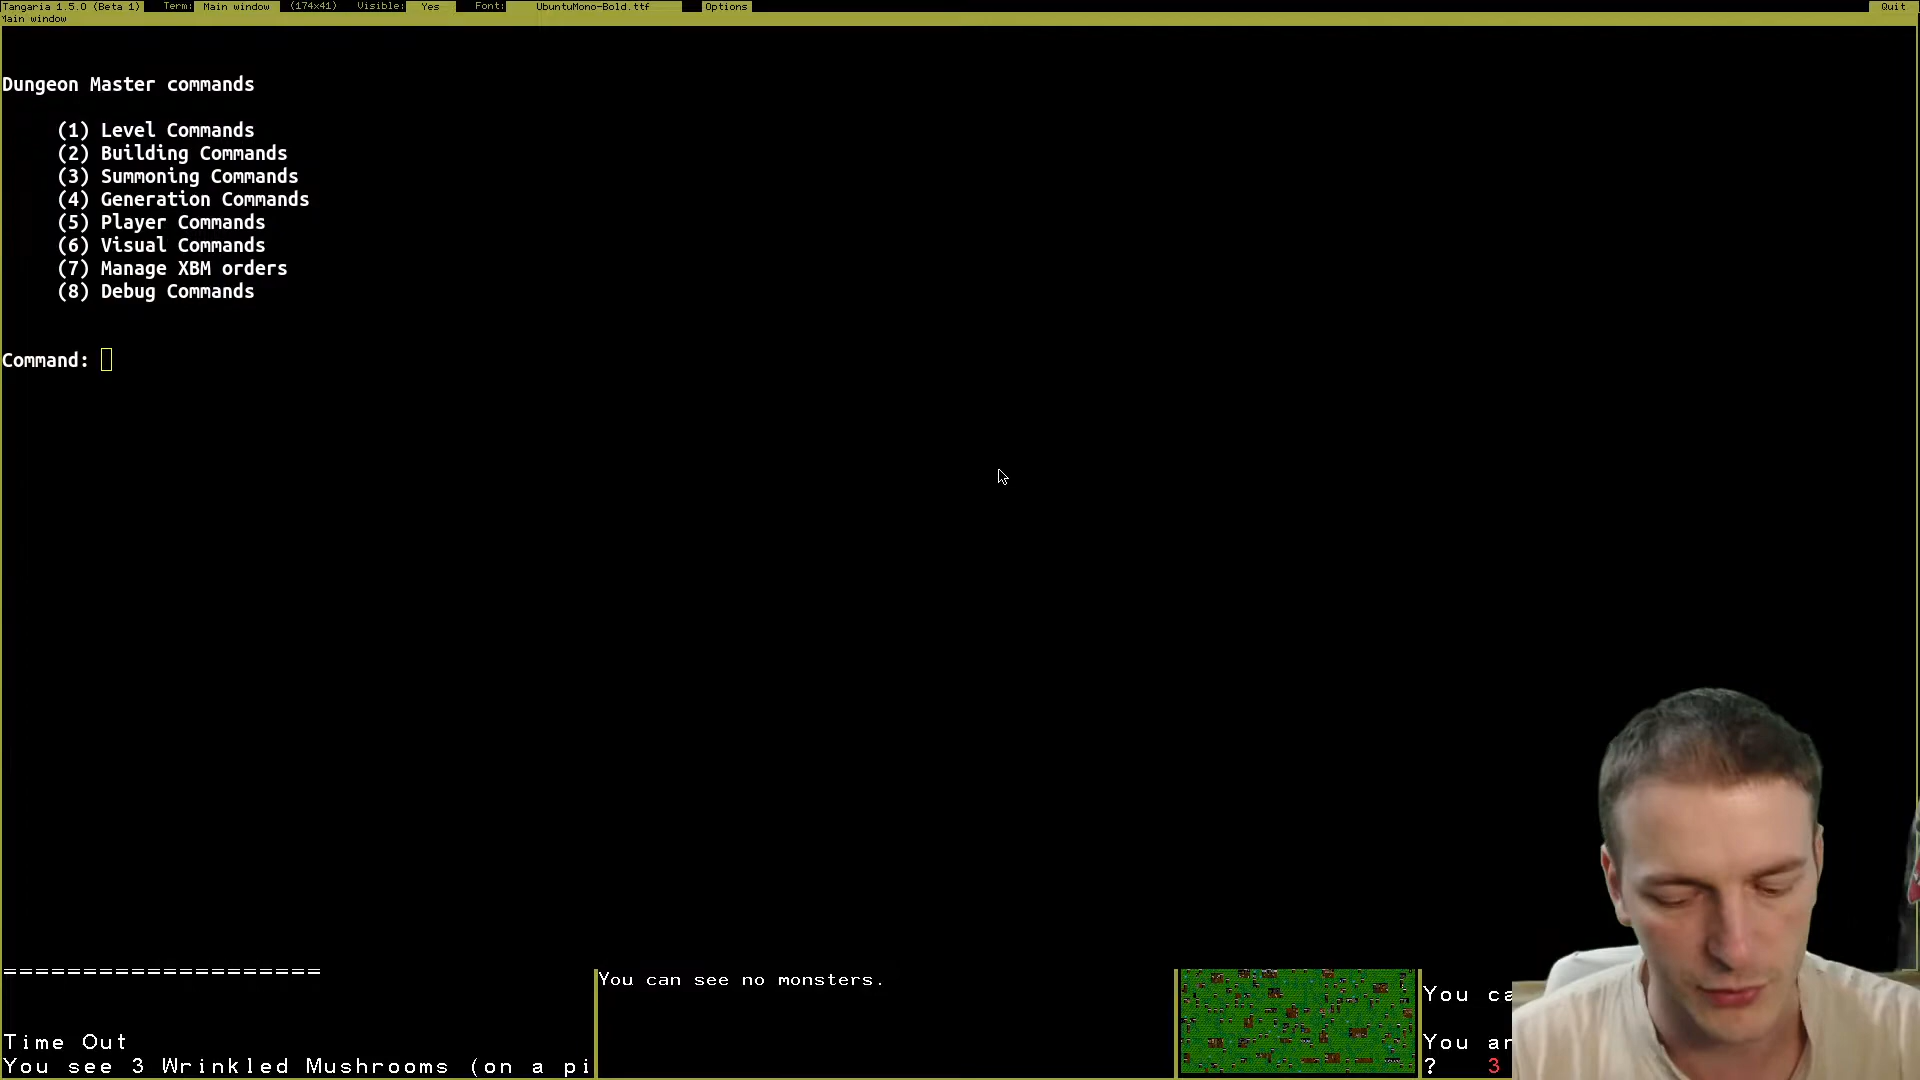 Tangaria 1.5.0 (Beta 1) Term: Main window (174x41) Visible: Yes Font: UbuntuMono-Bold.ttf Options Quit
Main window
Dungeon Master commands
(1) Level Commands
(2) Building Commands
(3) Summoning Commands
(4) Generation Commands
(5) Player Commands
(6) Visual Commands
(7) Manage XBM orders
(8) Debug Commands
Command:
====================
Time Out
You see 3 Wrinkled Mushrooms (on a pi
You can see no monsters.
You ca
You ar
? 3